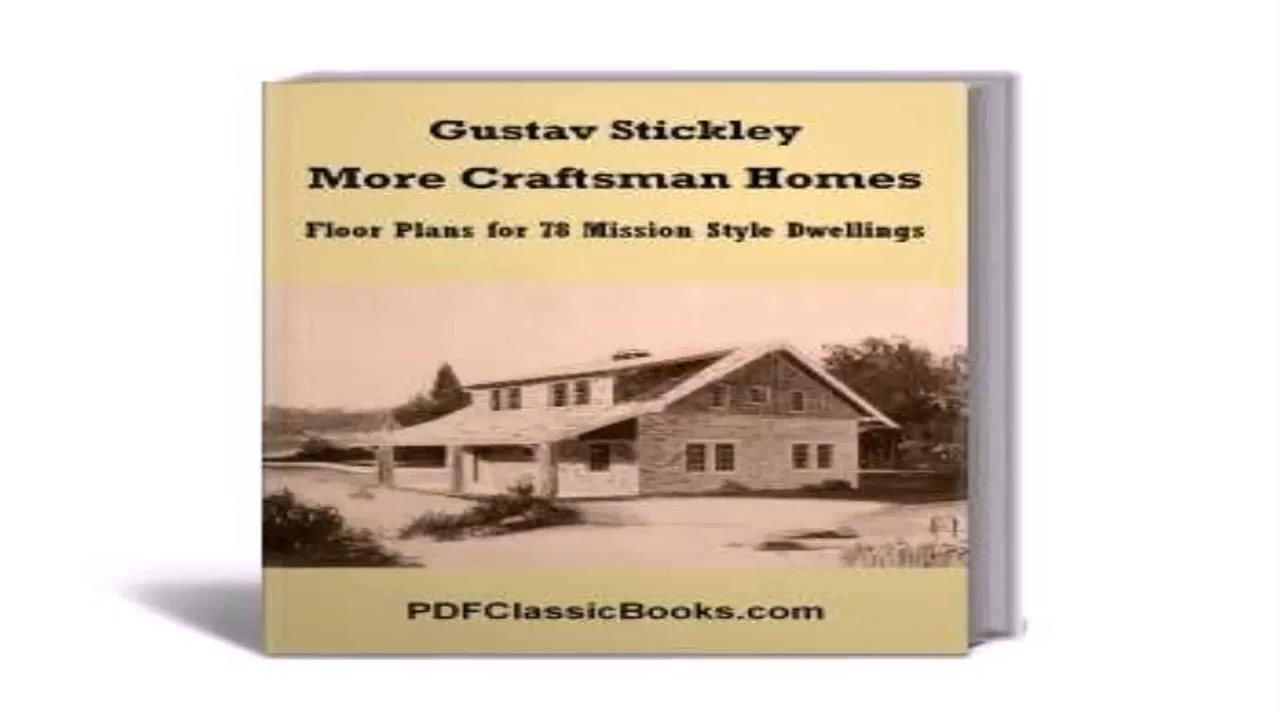 Gustav Stickley
More Craftsman Homes
Floor Plans for 78 Mission Style Dwellings
PDFClassicBooks.com